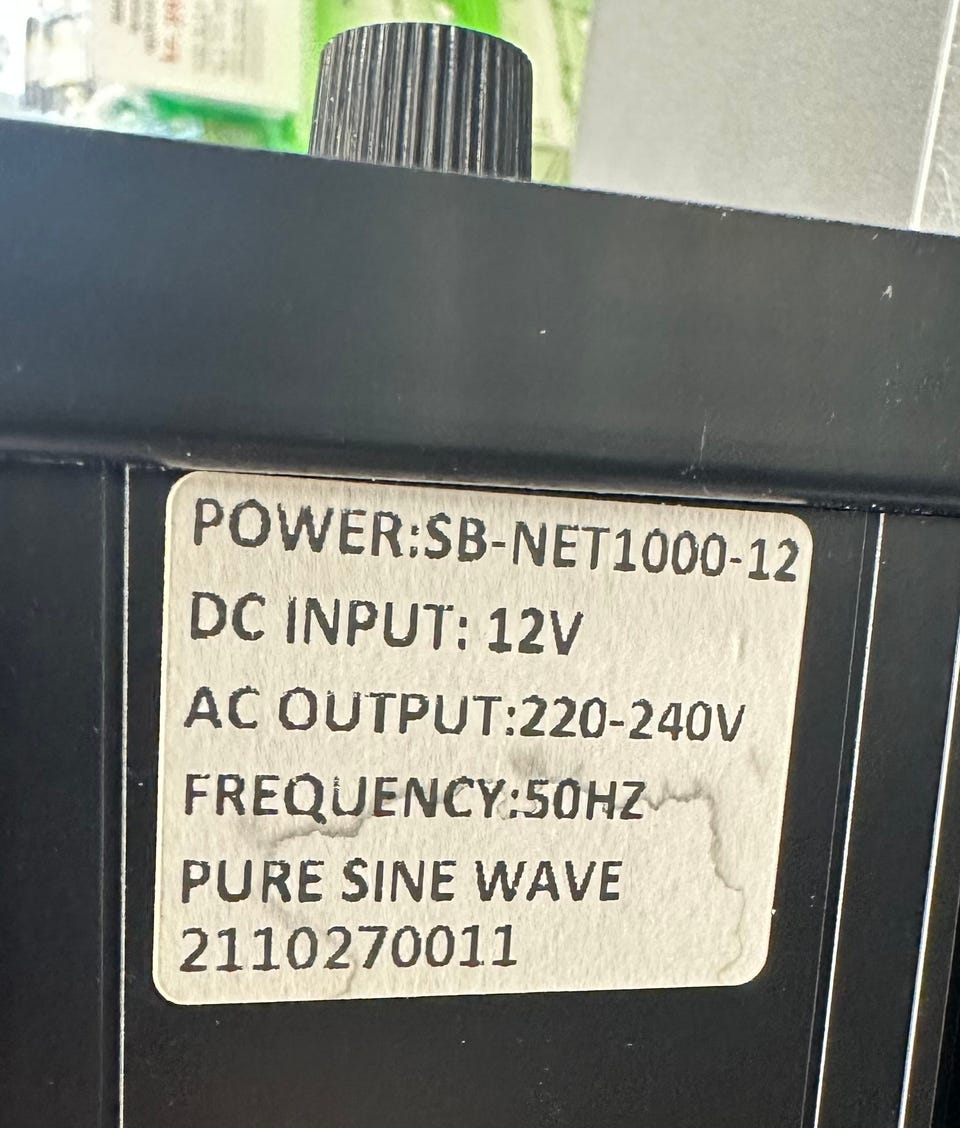 POWER:SB-NET1000-12
DC INPUT: 12V
AC OUTPUT:220-240V
FREQUENCY:50HZ
PURE SINE WAVE
2110270011